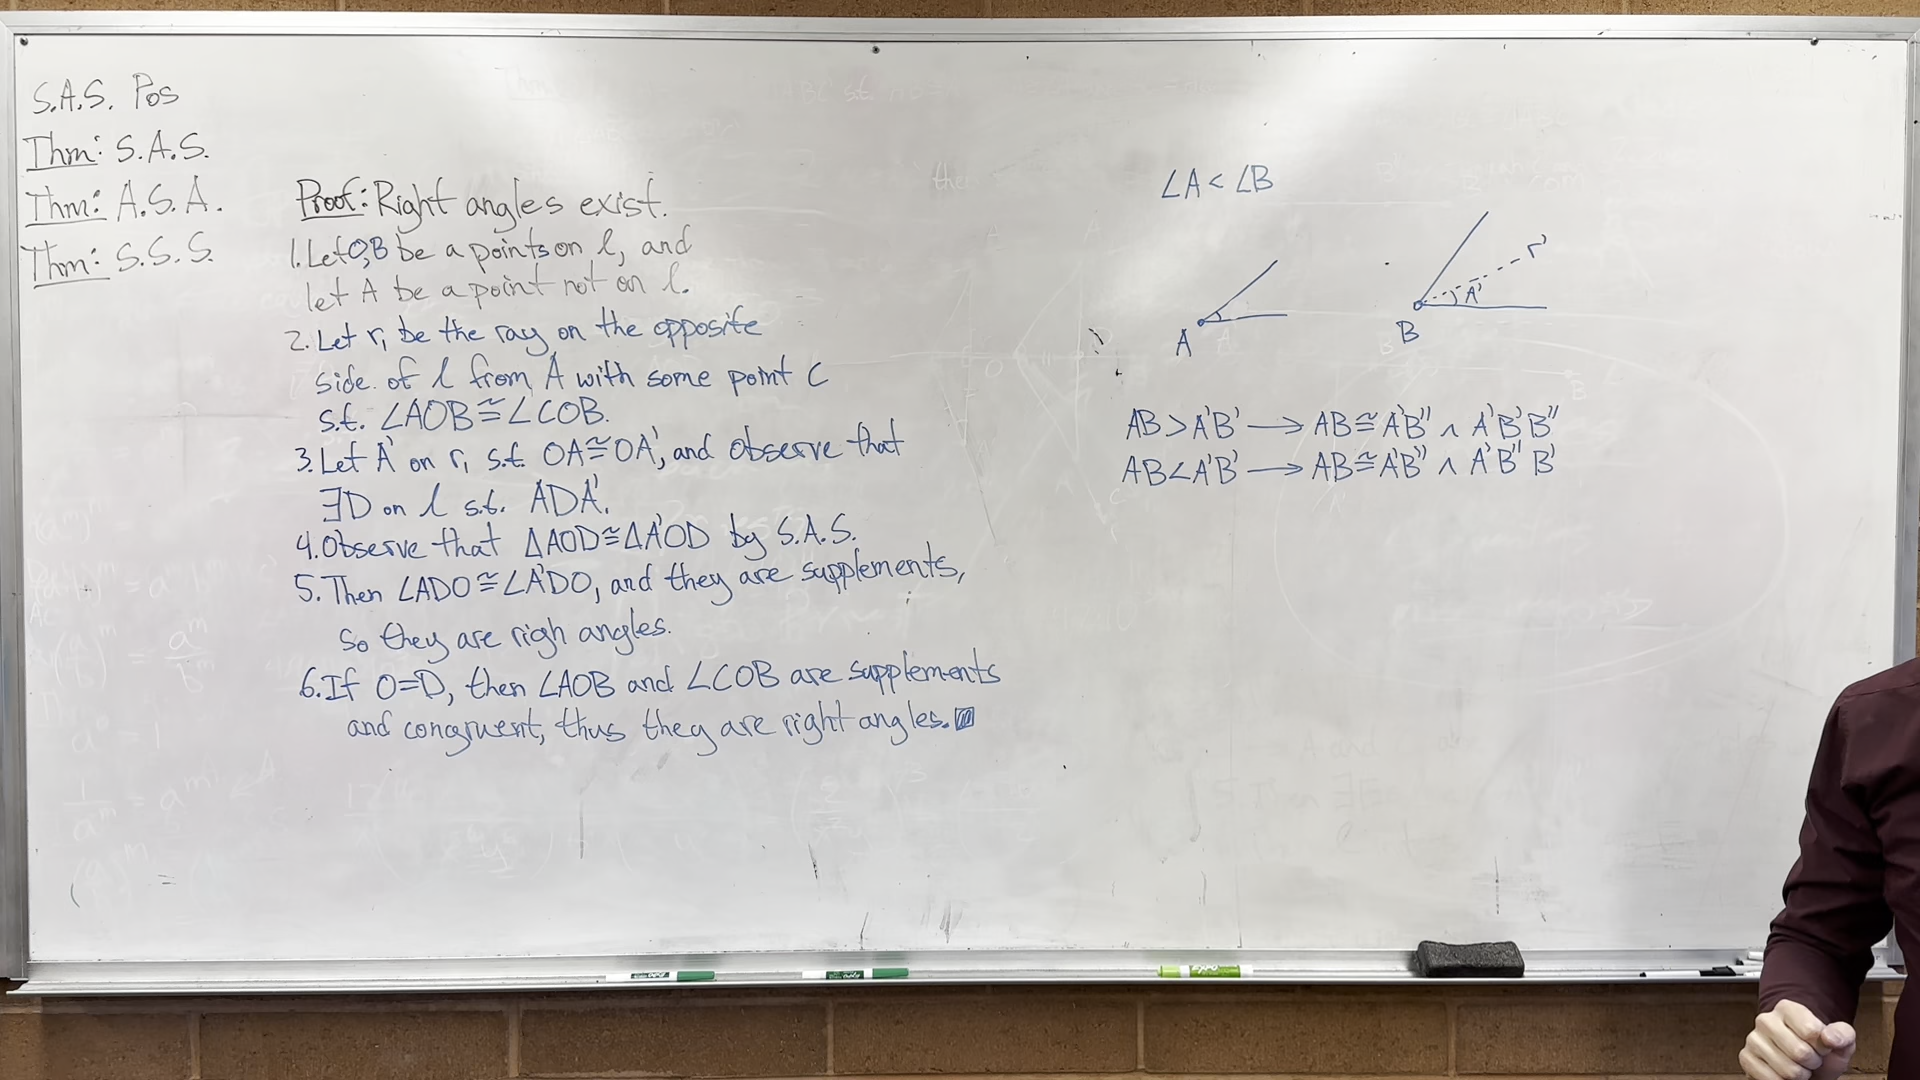 S.A.S. Pos
Thm: S.A.S.
Thm: A.S.A.
Thm: S.S.S.
Proof: Right angles exist.
1. Let O,B be a points on l, and
let A be a point not on l.
2. Let r₁ be the ray on the opposite
side of l from A with some point C
s.t. ∠AOB≅∠COB.
3. Let A' on r₁ s.t. OA≅OA', and observe that
∃D on l s.t. ADA'.
4. Observe that ΔAOD≅ΔA'OD by S.A.S.
5. Then ∠ADO≅∠A'DO, and they are supplements,
so they are righ angles.
6. If O=D, then ∠AOB and ∠COB are supplements
and congruent, thus they are right angles.
∠A < ∠B
A
B
A'
r'
AB>A'B' → AB≅A'B'' ∧ A'B'B''
AB<A'B' → AB≅A'B'' ∧ A'B''B'
expo